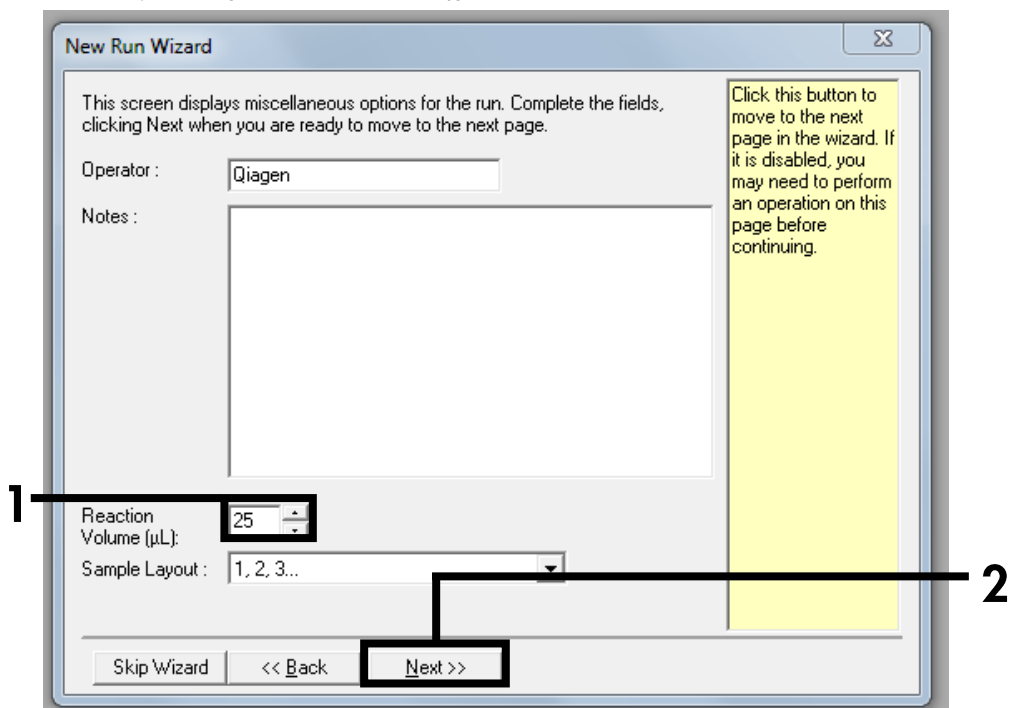 New Run Wizard
This screen displays miscellaneous options for the run. Complete the fields,
clicking Next when you are ready to move to the next page.
Operator :
Qiagen
Notes :
Click this button to
move to the next
page in the wizard. If
it is disabled, you
may need to perform
an operation on this
page before
continuing.
1
Reaction
Volume (µL):
25
Sample Layout :
1, 2, 3...
2
Skip Wizard
<< Back
Next >>